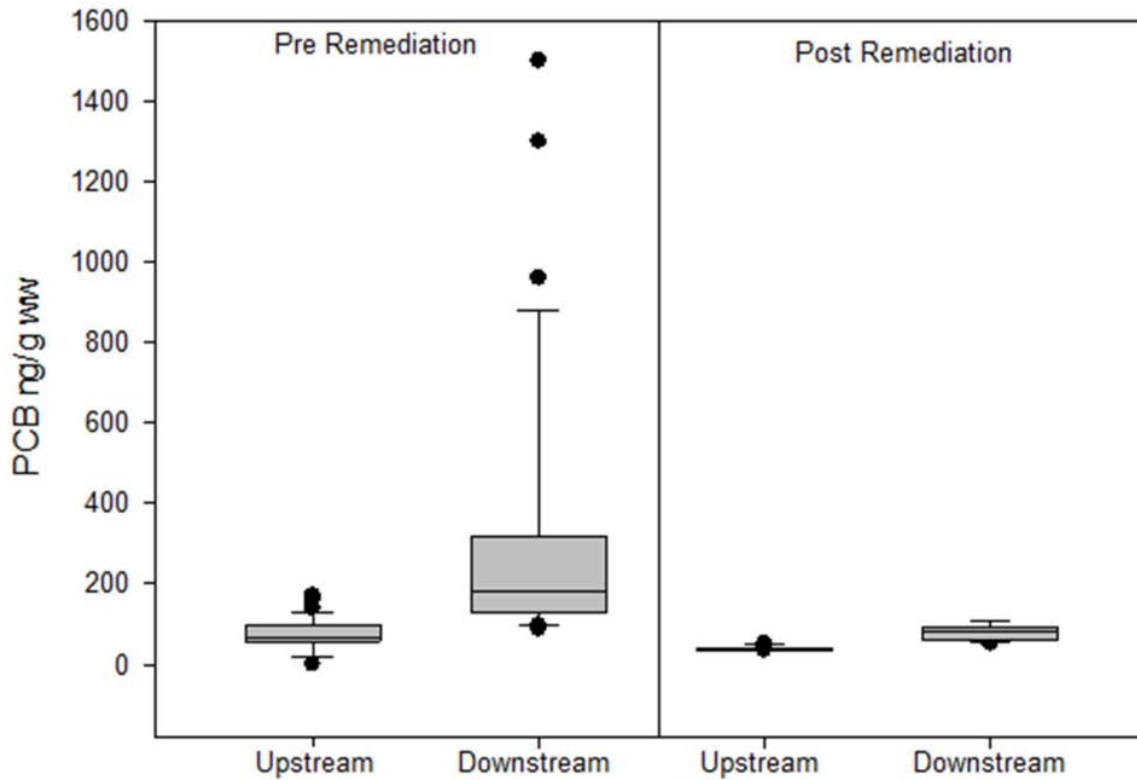 Pre Remediation
Post Remediation
PCB ng/g ww
1600
1400
1200
1000
800
600
400
200
0
Upstream Downstream Upstream Downstream